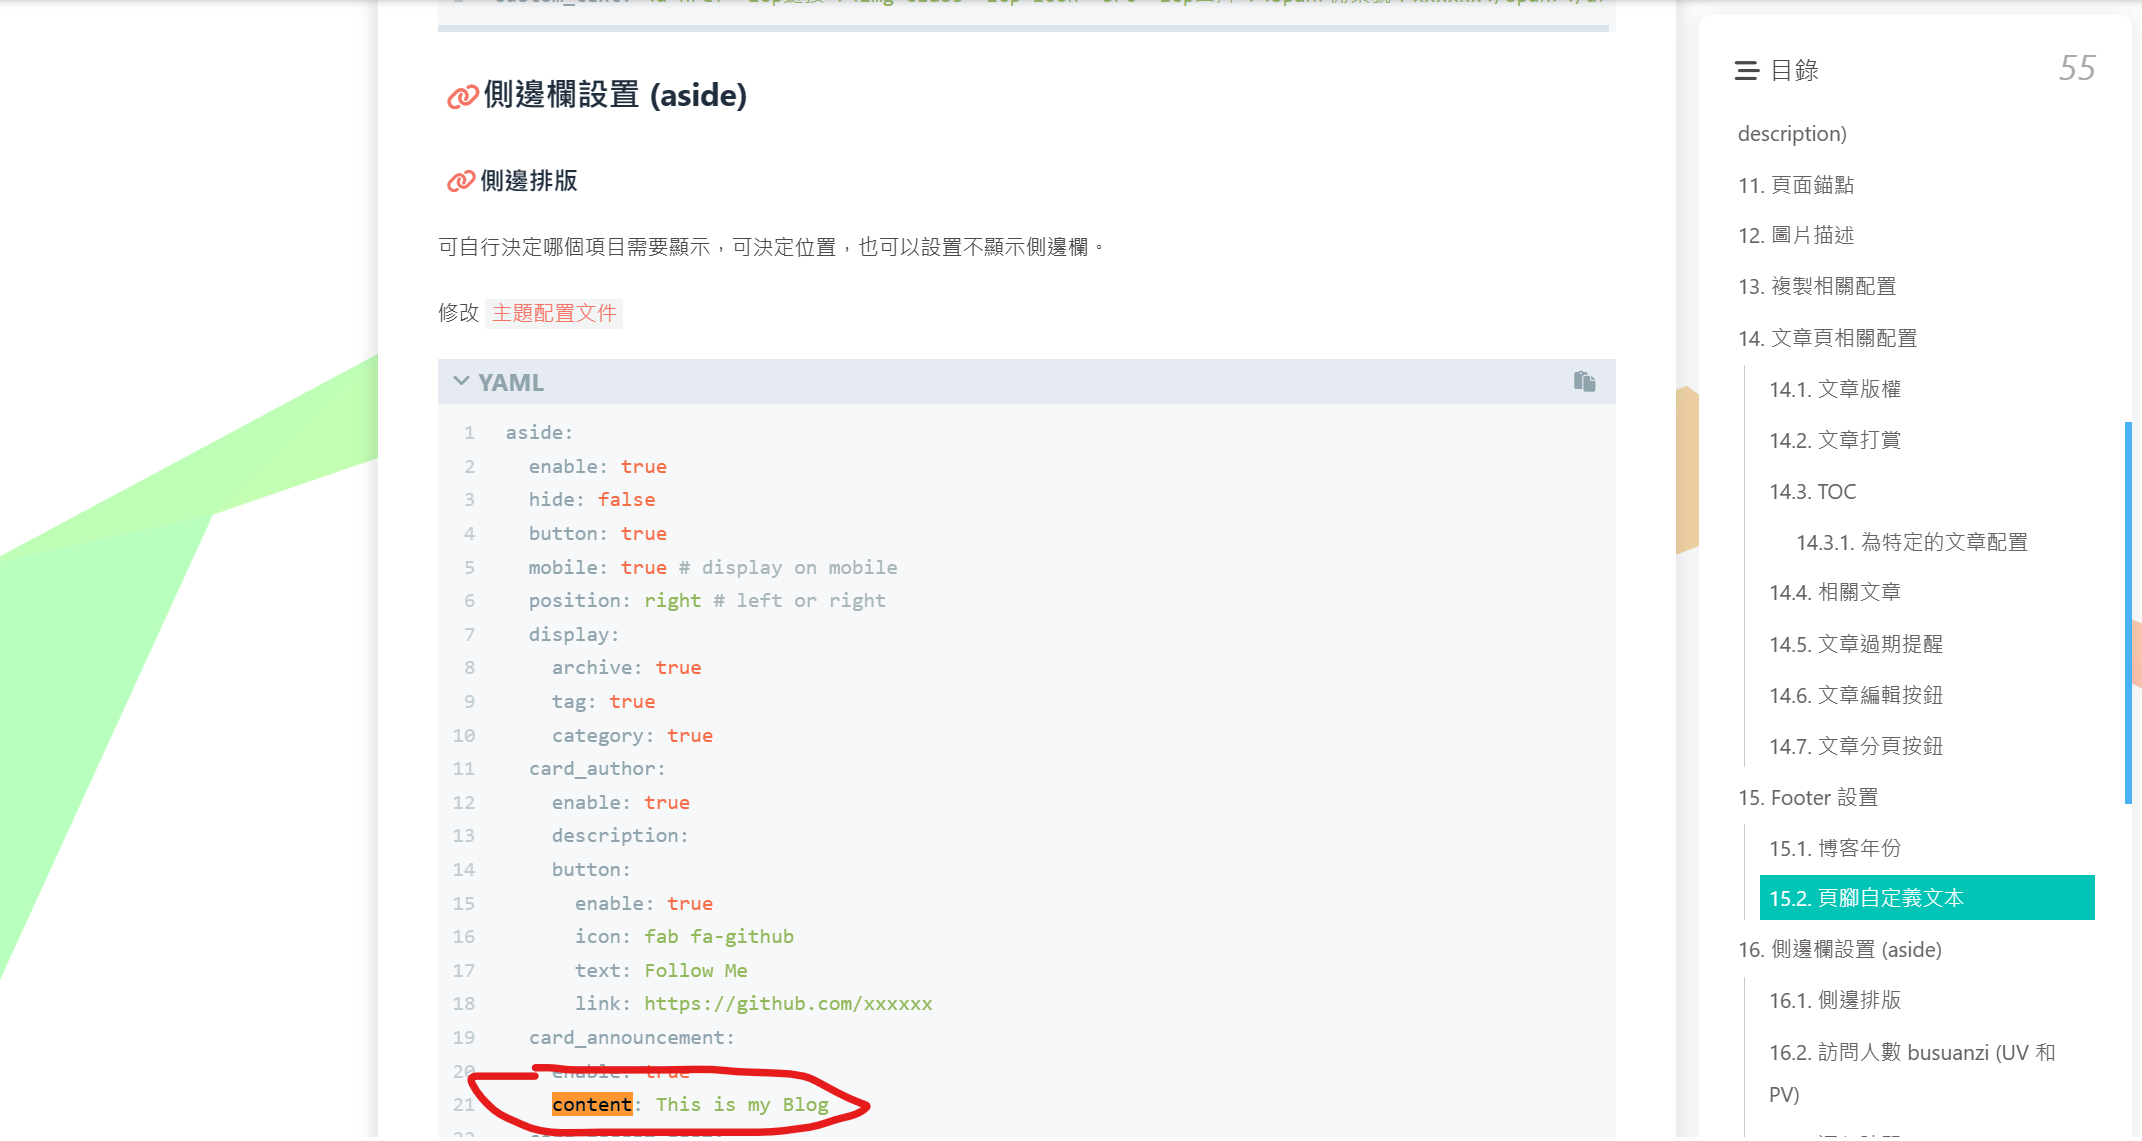 側邊欄設置 (aside)
側邊排版
可自行決定哪個項目需要顯示，可決定位置，也可以設置不顯示側邊欄。
修改 主題配置文件
YAML
1 aside:
2 enable: true
3 hide: false
4 button: true
5 mobile: true # display on mobile
6 position: right # left or right
7 display:
8 archive: true
9 tag: true
10 category: true
11 card_author:
12 enable: true
13 description:
14 button:
15 enable: true
16 icon: fab fa-github
17 text: Follow Me
18 link: https://github.com/xxxxxx
19 card_announcement:
20 enable: true
21 content: This is my Blog
目錄 55
description)
11. 頁面錨點
12. 圖片描述
13. 複製相關配置
14. 文章頁相關配置
14.1. 文章版權
14.2. 文章打賞
14.3. TOC
14.3.1. 為特定的文章配置
14.4. 相關文章
14.5. 文章過期提醒
14.6. 文章編輯按鈕
14.7. 文章分頁按鈕
15. Footer 設置
15.1. 博客年份
15.2. 頁腳自定義文本
16. 側邊欄設置 (aside)
16.1. 側邊排版
16.2. 訪問人數 busuanzi (UV 和
PV)